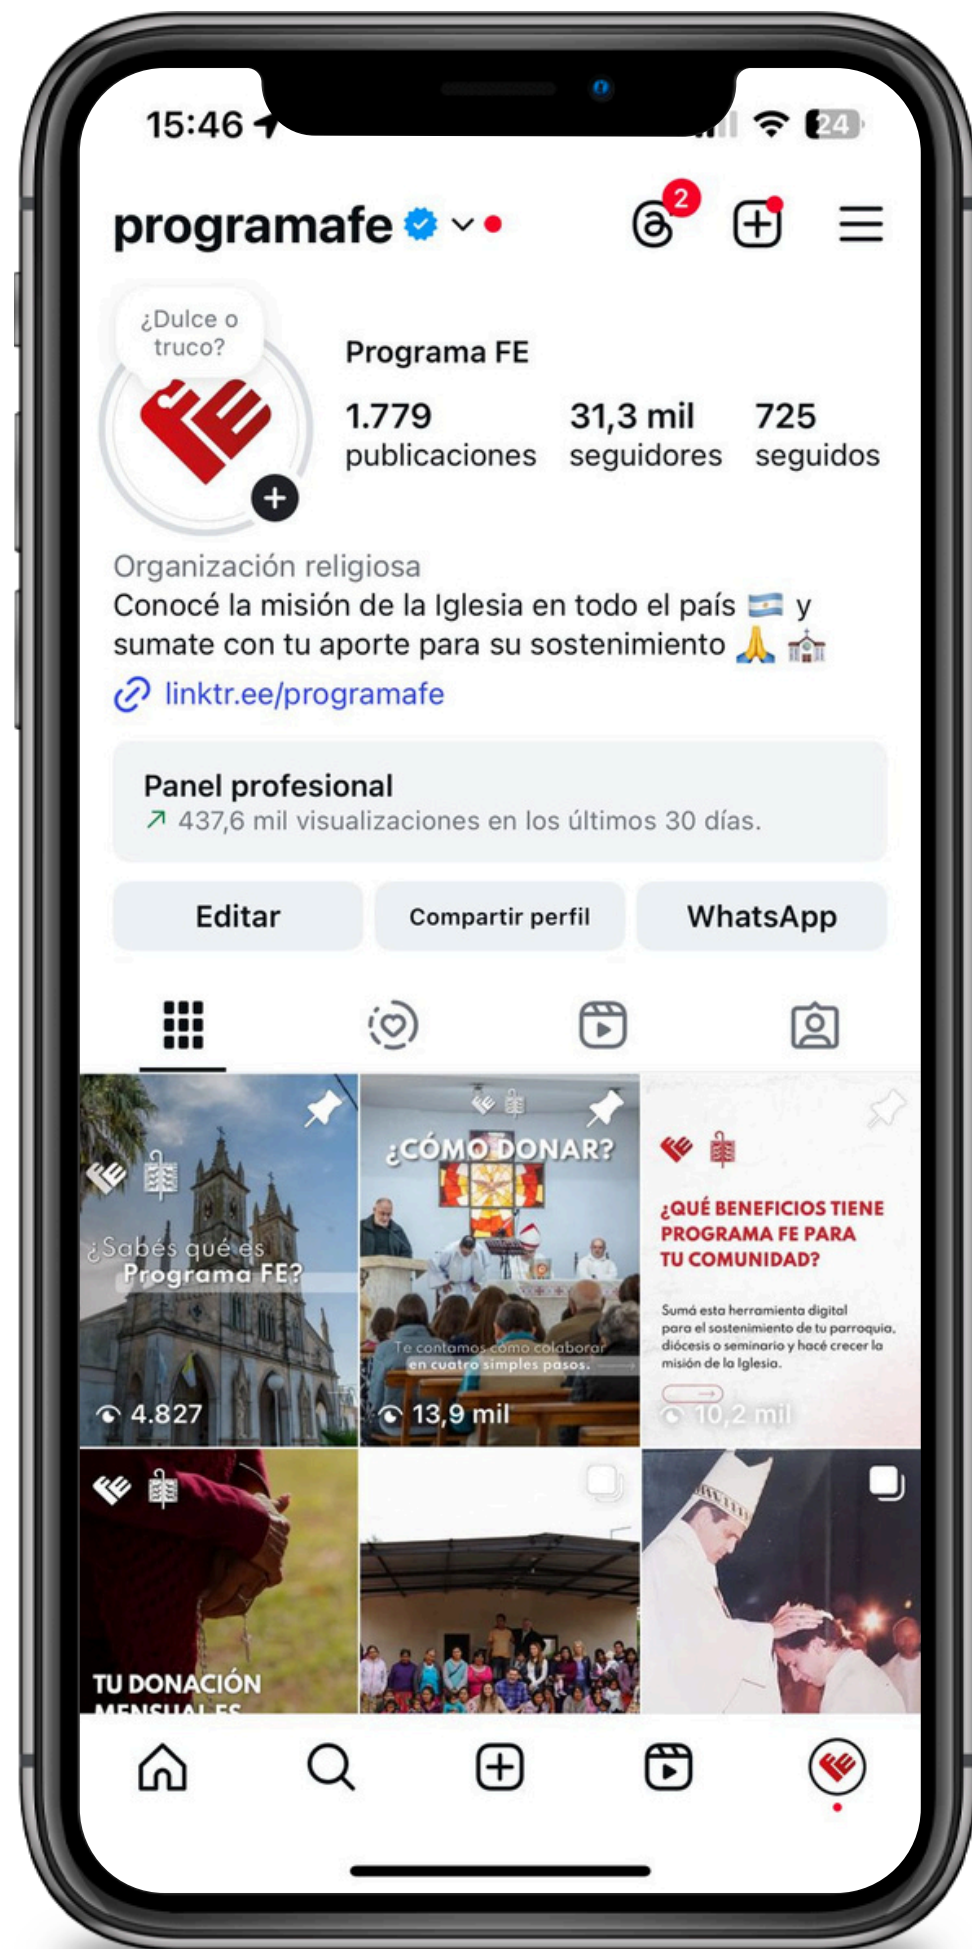 15:46
24
programafe
2
¿Dulce o
truco?
Programa FE
1.779
publicaciones
31,3 mil
seguidores
725
seguidos
Organización religiosa
Conocé la misión de la Iglesia en todo el país 🇦🇷 y
sumate con tu aporte para su sostenimiento 🙏 ⛪
linktr.ee/programafe
Panel profesional
437,6 mil visualizaciones en los últimos 30 días.
Editar
Compartir perfil
WhatsApp
¿Sabés qué es
Programa FE?
4.827
¿CÓMO DONAR?
Te contamos cómo colaborar
en cuatro simples pasos.
13,9 mil
¿QUÉ BENEFICIOS TIENE
PROGRAMA FE PARA
TU COMUNIDAD?
Sumá esta herramienta digital
para el sostenimiento de tu parroquia,
diócesis o seminario y hacé crecer la
misión de la Iglesia.
10,2 mil
TU DONACIÓN
MENSUAL ES